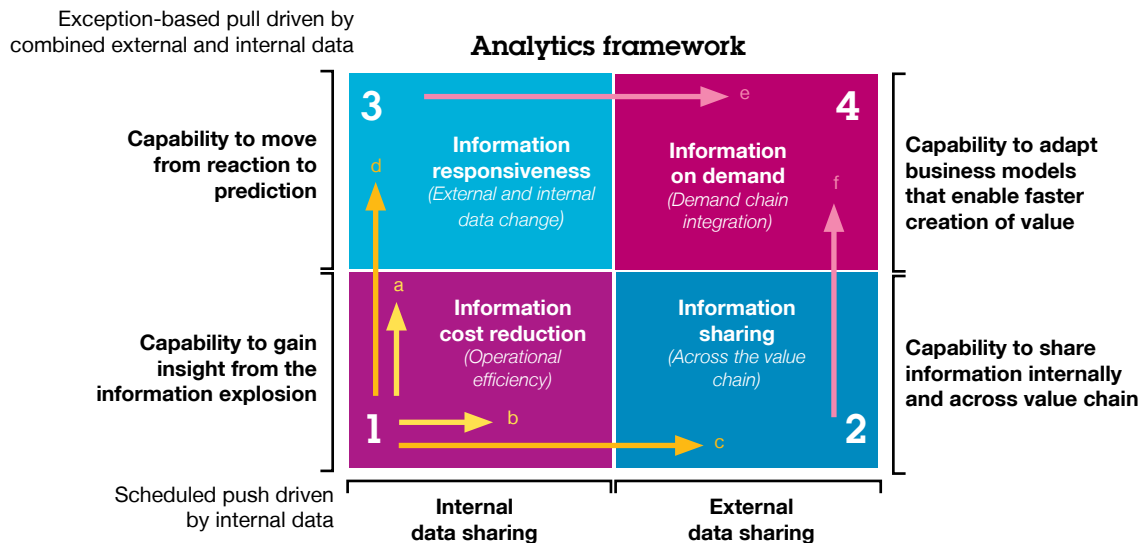 Exception-based pull driven by
combined external and internal data
Analytics framework
Capability to move
from reaction to
prediction
3
d
Information
responsiveness
(External and internal
data change)
e
4
Information
on demand
(Demand chain
integration)
f
Capability to adapt
business models
that enable faster
creation of value
Capability to gain
insight from the
information explosion
a
Information
cost reduction
(Operational
efficiency)
1
b
c
Information
sharing
(Across the value
chain)
2
Capability to share
information internally
and across value chain
Scheduled push driven
by internal data
Internal
data sharing
External
data sharing